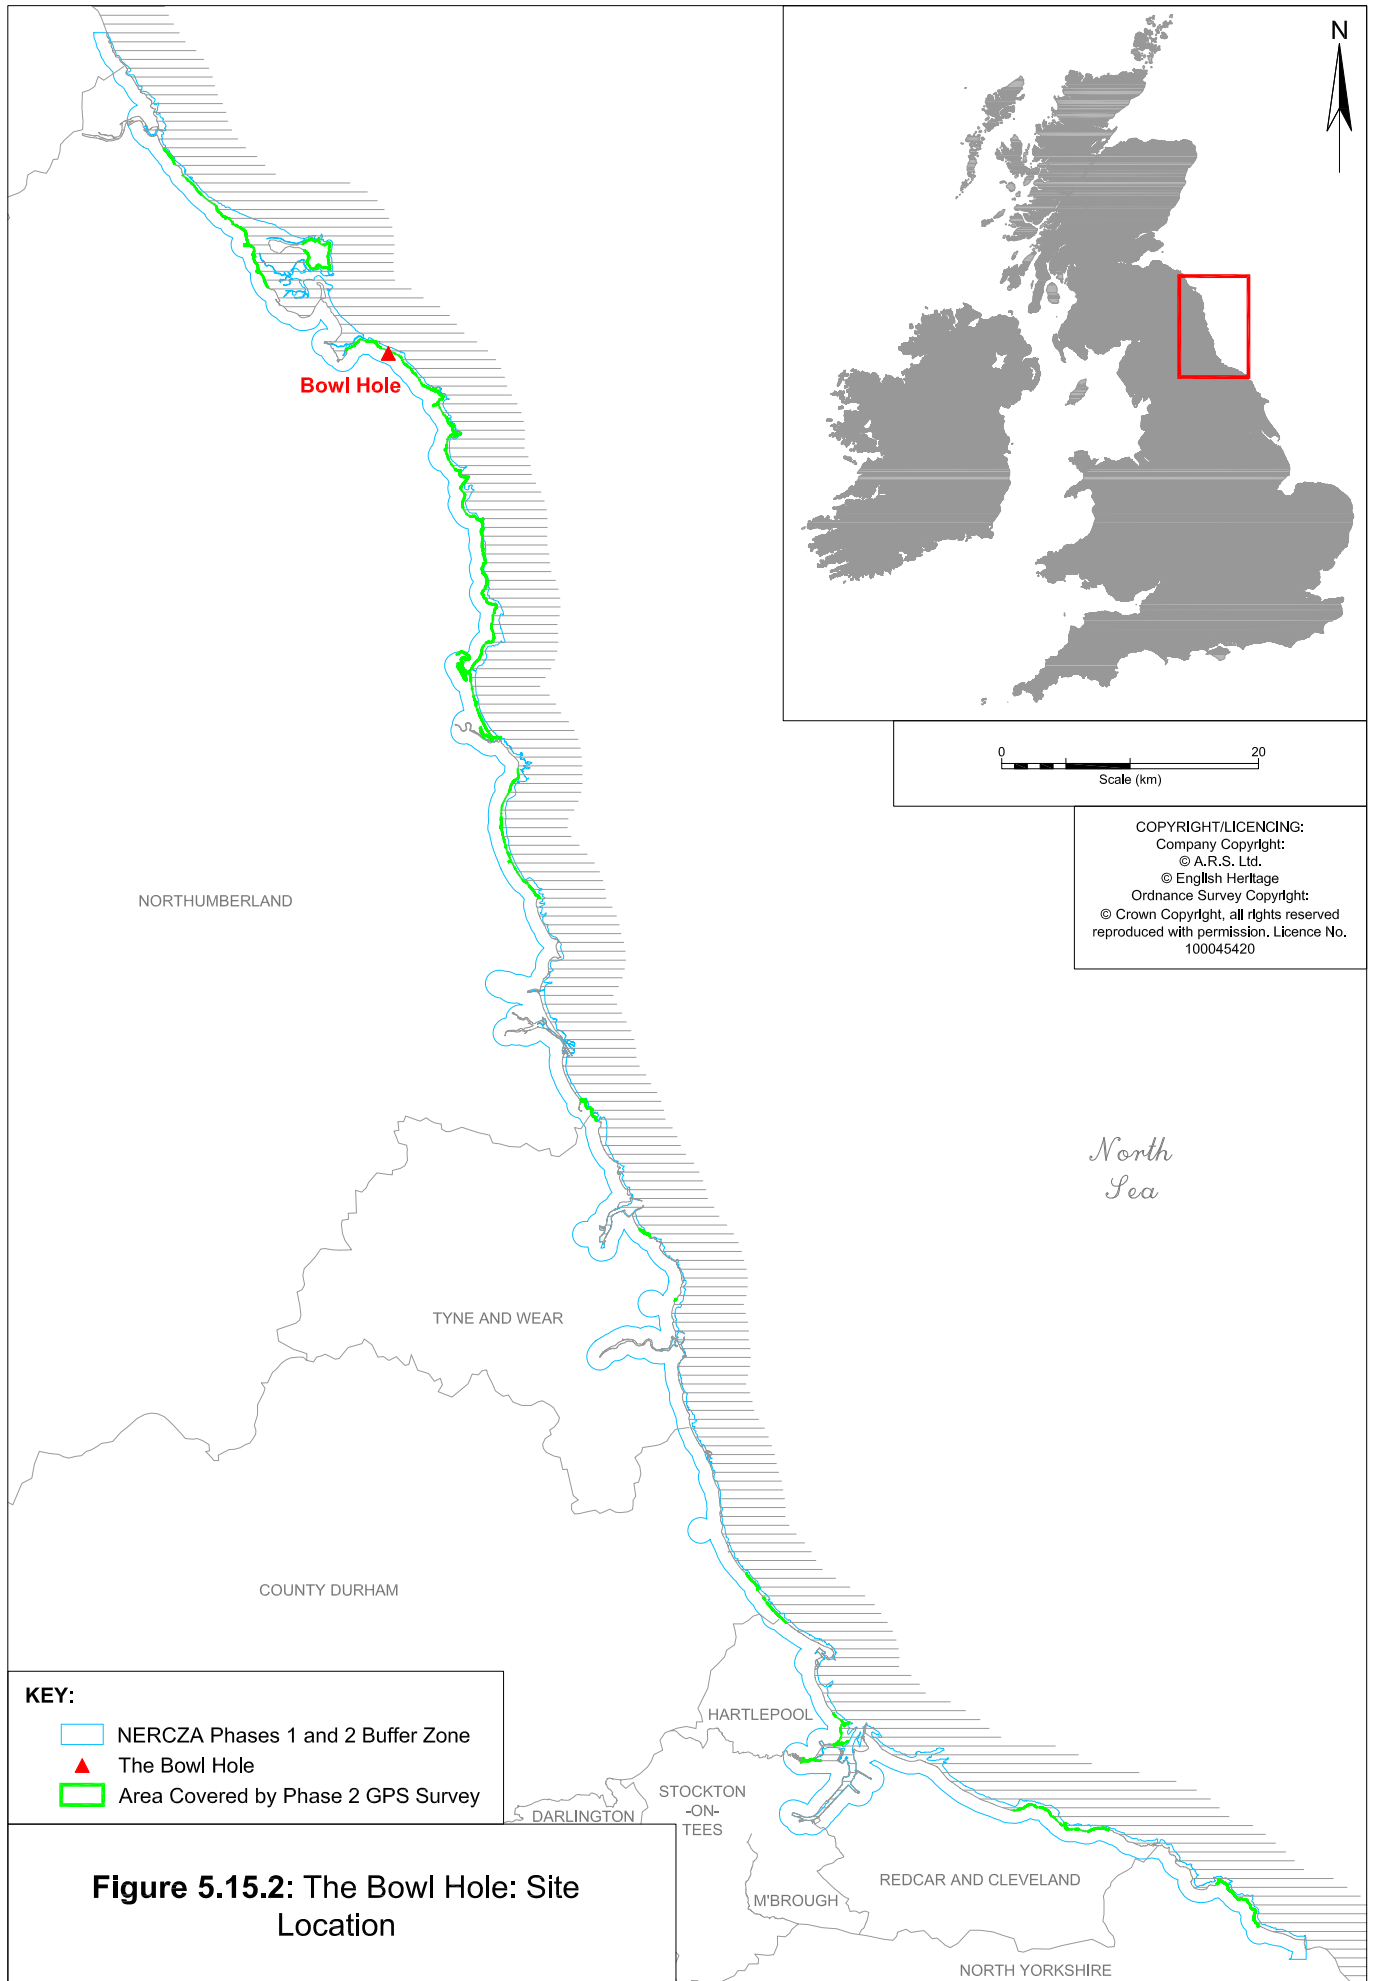 N
Bowl Hole
0 20
Scale (km)
COPYRIGHT/LICENCING:
Company Copyright:
© A.R.S. Ltd.
© English Heritage
Ordnance Survey Copyright:
© Crown Copyright, all rights reserved
reproduced with permission. Licence No.
100045420
NORTHUMBERLAND
North
Sea
TYNE AND WEAR
COUNTY DURHAM
HARTLEPOOL
STOCKTON
-ON-
TEES
DARLINGTON
M'BROUGH
REDCAR AND CLEVELAND
NORTH YORKSHIRE
KEY:
NERCZA Phases 1 and 2 Buffer Zone
The Bowl Hole
Area Covered by Phase 2 GPS Survey
Figure 5.15.2: The Bowl Hole: Site
Location